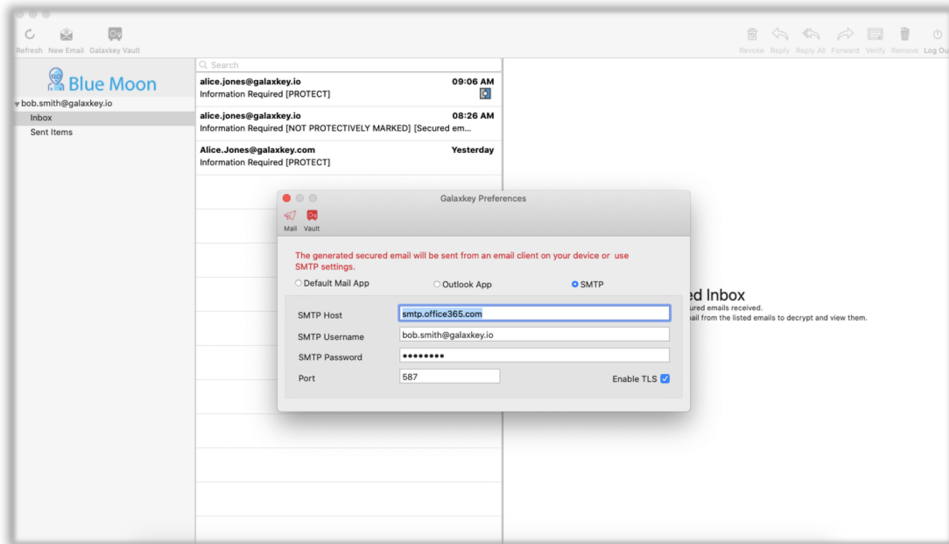 Refresh New Email Galaxkey Vault
Revoke Reply Reply All Forward Verify Remove Log Ou
Blue Moon
bob.smith@galaxkey.io
Inbox
Sent Items
Search
alice.jones@galaxkey.io 09:06 AM
Information Required [PROTECT]
alice.jones@galaxkey.io 08:26 AM
Information Required [NOT PROTECTIVELY MARKED] [Secured em...
Alice.Jones@galaxkey.com Yesterday
Information Required [PROTECT]
Galaxkey Preferences
Mail Vault
The generated secured email will be sent from an email client on your device or use
SMTP settings.
Default Mail App Outlook App SMTP
SMTP Host smtp.office365.com
SMTP Username bob.smith@galaxkey.io
SMTP Password ••••••••
Port 587 Enable TLS
ed Inbox
ured emails received.
ail from the listed emails to decrypt and view them.